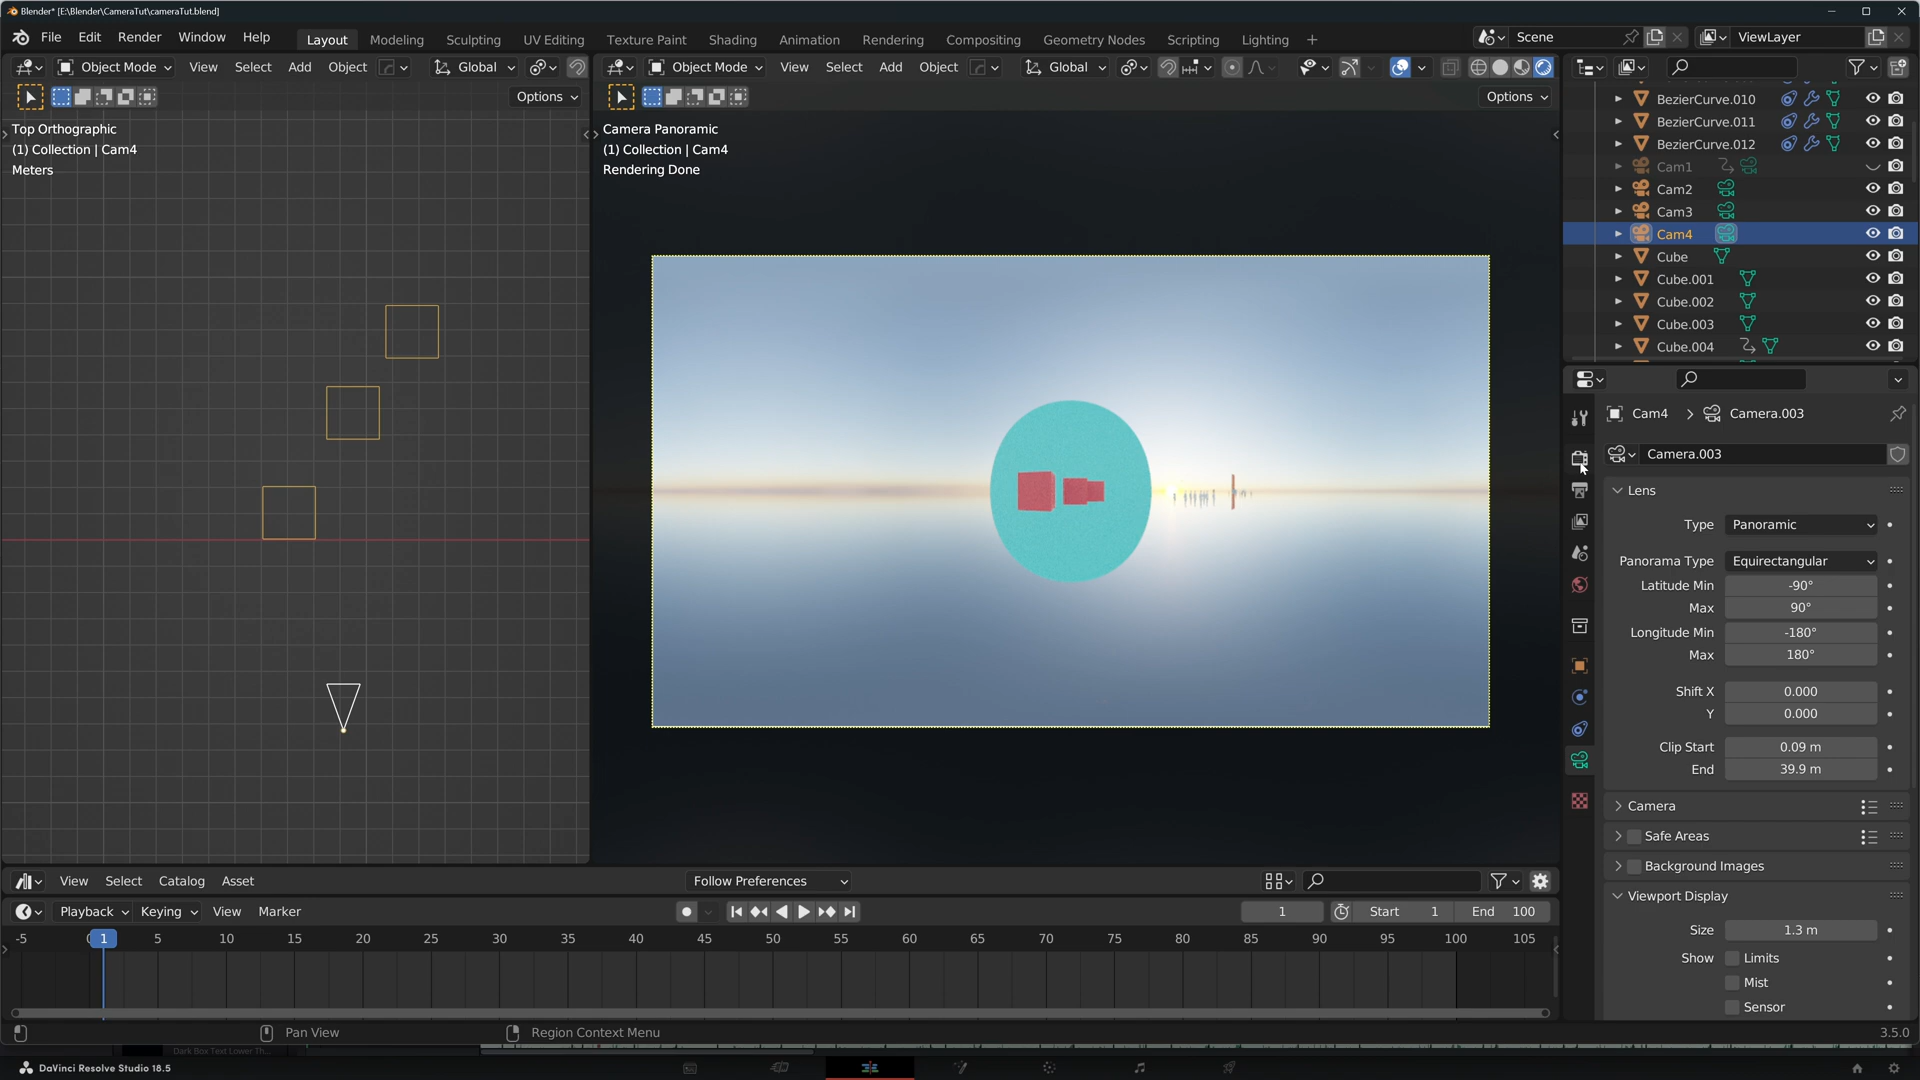 Blender* [E:\Blender\CameraTut\cameraTut.blend]
File Edit Render Window Help
Layout Modeling Sculpting UV Editing Texture Paint Shading Animation Rendering Compositing Geometry Nodes Scripting Lighting +
Scene
ViewLayer
Object Mode View Select Add Object Global
Object Mode View Select Add Object Global
Options
Options
Top Orthographic
(1) Collection | Cam4
Meters
Camera Panoramic
(1) Collection | Cam4
Rendering Done
BezierCurve.010
BezierCurve.011
BezierCurve.012
Cam1
Cam2
Cam3
Cam4
Cube
Cube.001
Cube.002
Cube.003
Cube.004
Cam4 > Camera.003
Camera.003
Lens
Type Panoramic
Panorama Type Equirectangular
Latitude Min -90°
Max 90°
Longitude Min -180°
Max 180°
Shift X 0.000
Y 0.000
Clip Start 0.09 m
End 39.9 m
Camera
Safe Areas
Background Images
Viewport Display
Size 1.3 m
Show Limits
Mist
Sensor
View Select Catalog Asset
Follow Preferences
Playback Keying View Marker
1
Start 1 End 100
-5 0 1 5 10 15 20 25 30 35 40 45 50 55 60 65 70 75 80 85 90 95 100 105
Pan View
Region Context Menu
3.5.0
Dark Box Text Lower Th...
DaVinci Resolve Studio 18.5